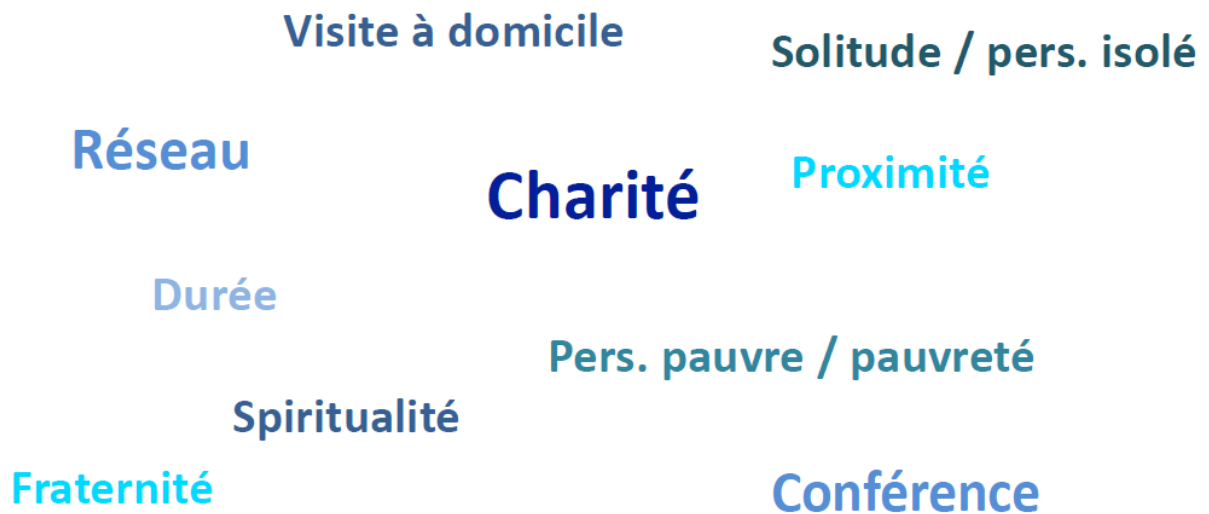 Visite à domicile
Solitude / pers. isolé
Réseau
Proximité
Charité
Durée
Pers. pauvre / pauvreté
Spiritualité
Fraternité
Conférence